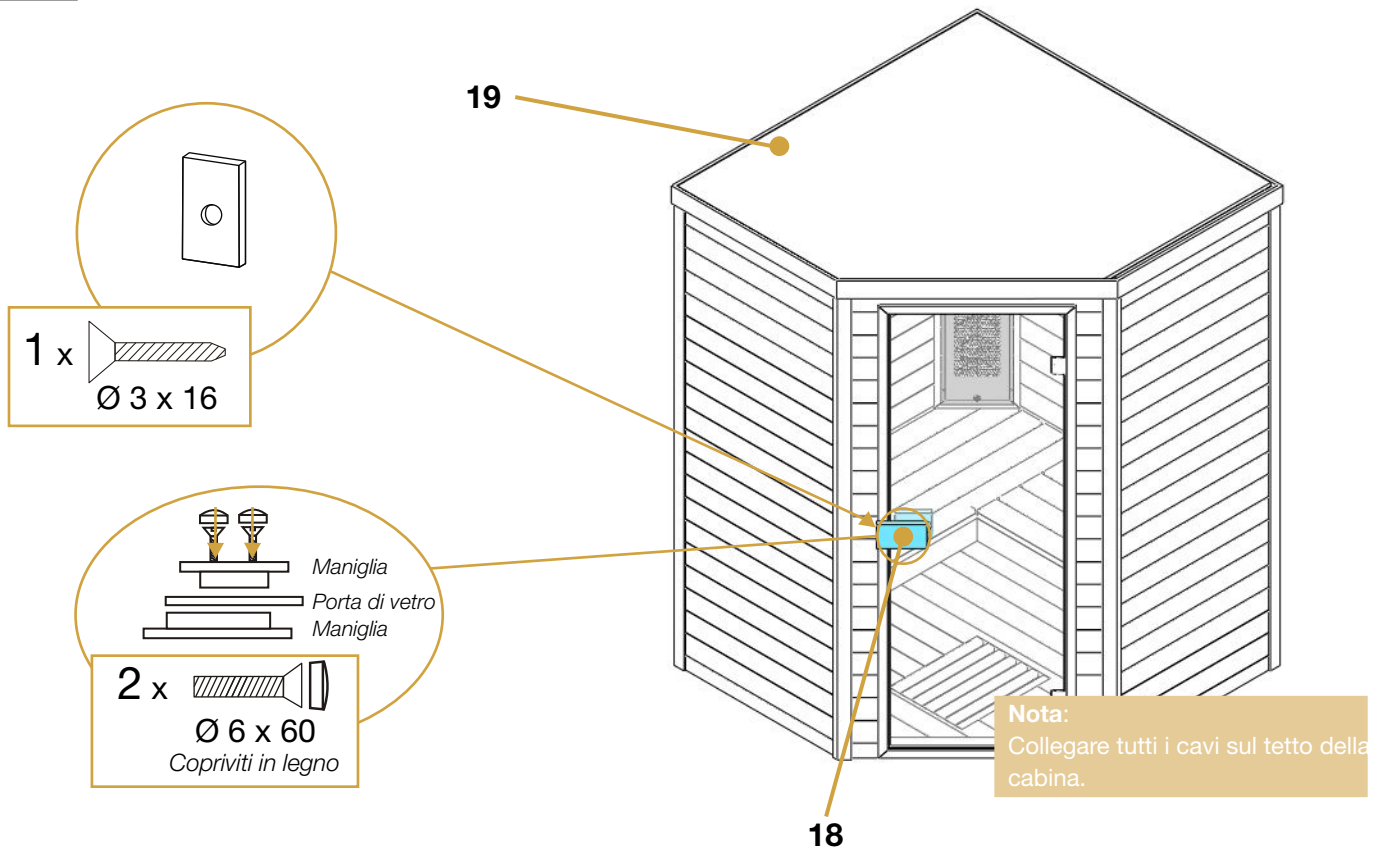 19
1 x
Ø 3 x 16
Maniglia
Porta di vetro
Maniglia
2 x
Ø 6 x 60
Copriviti in legno
Nota:
Collegare tutti i cavi sul tetto della
cabina.
18